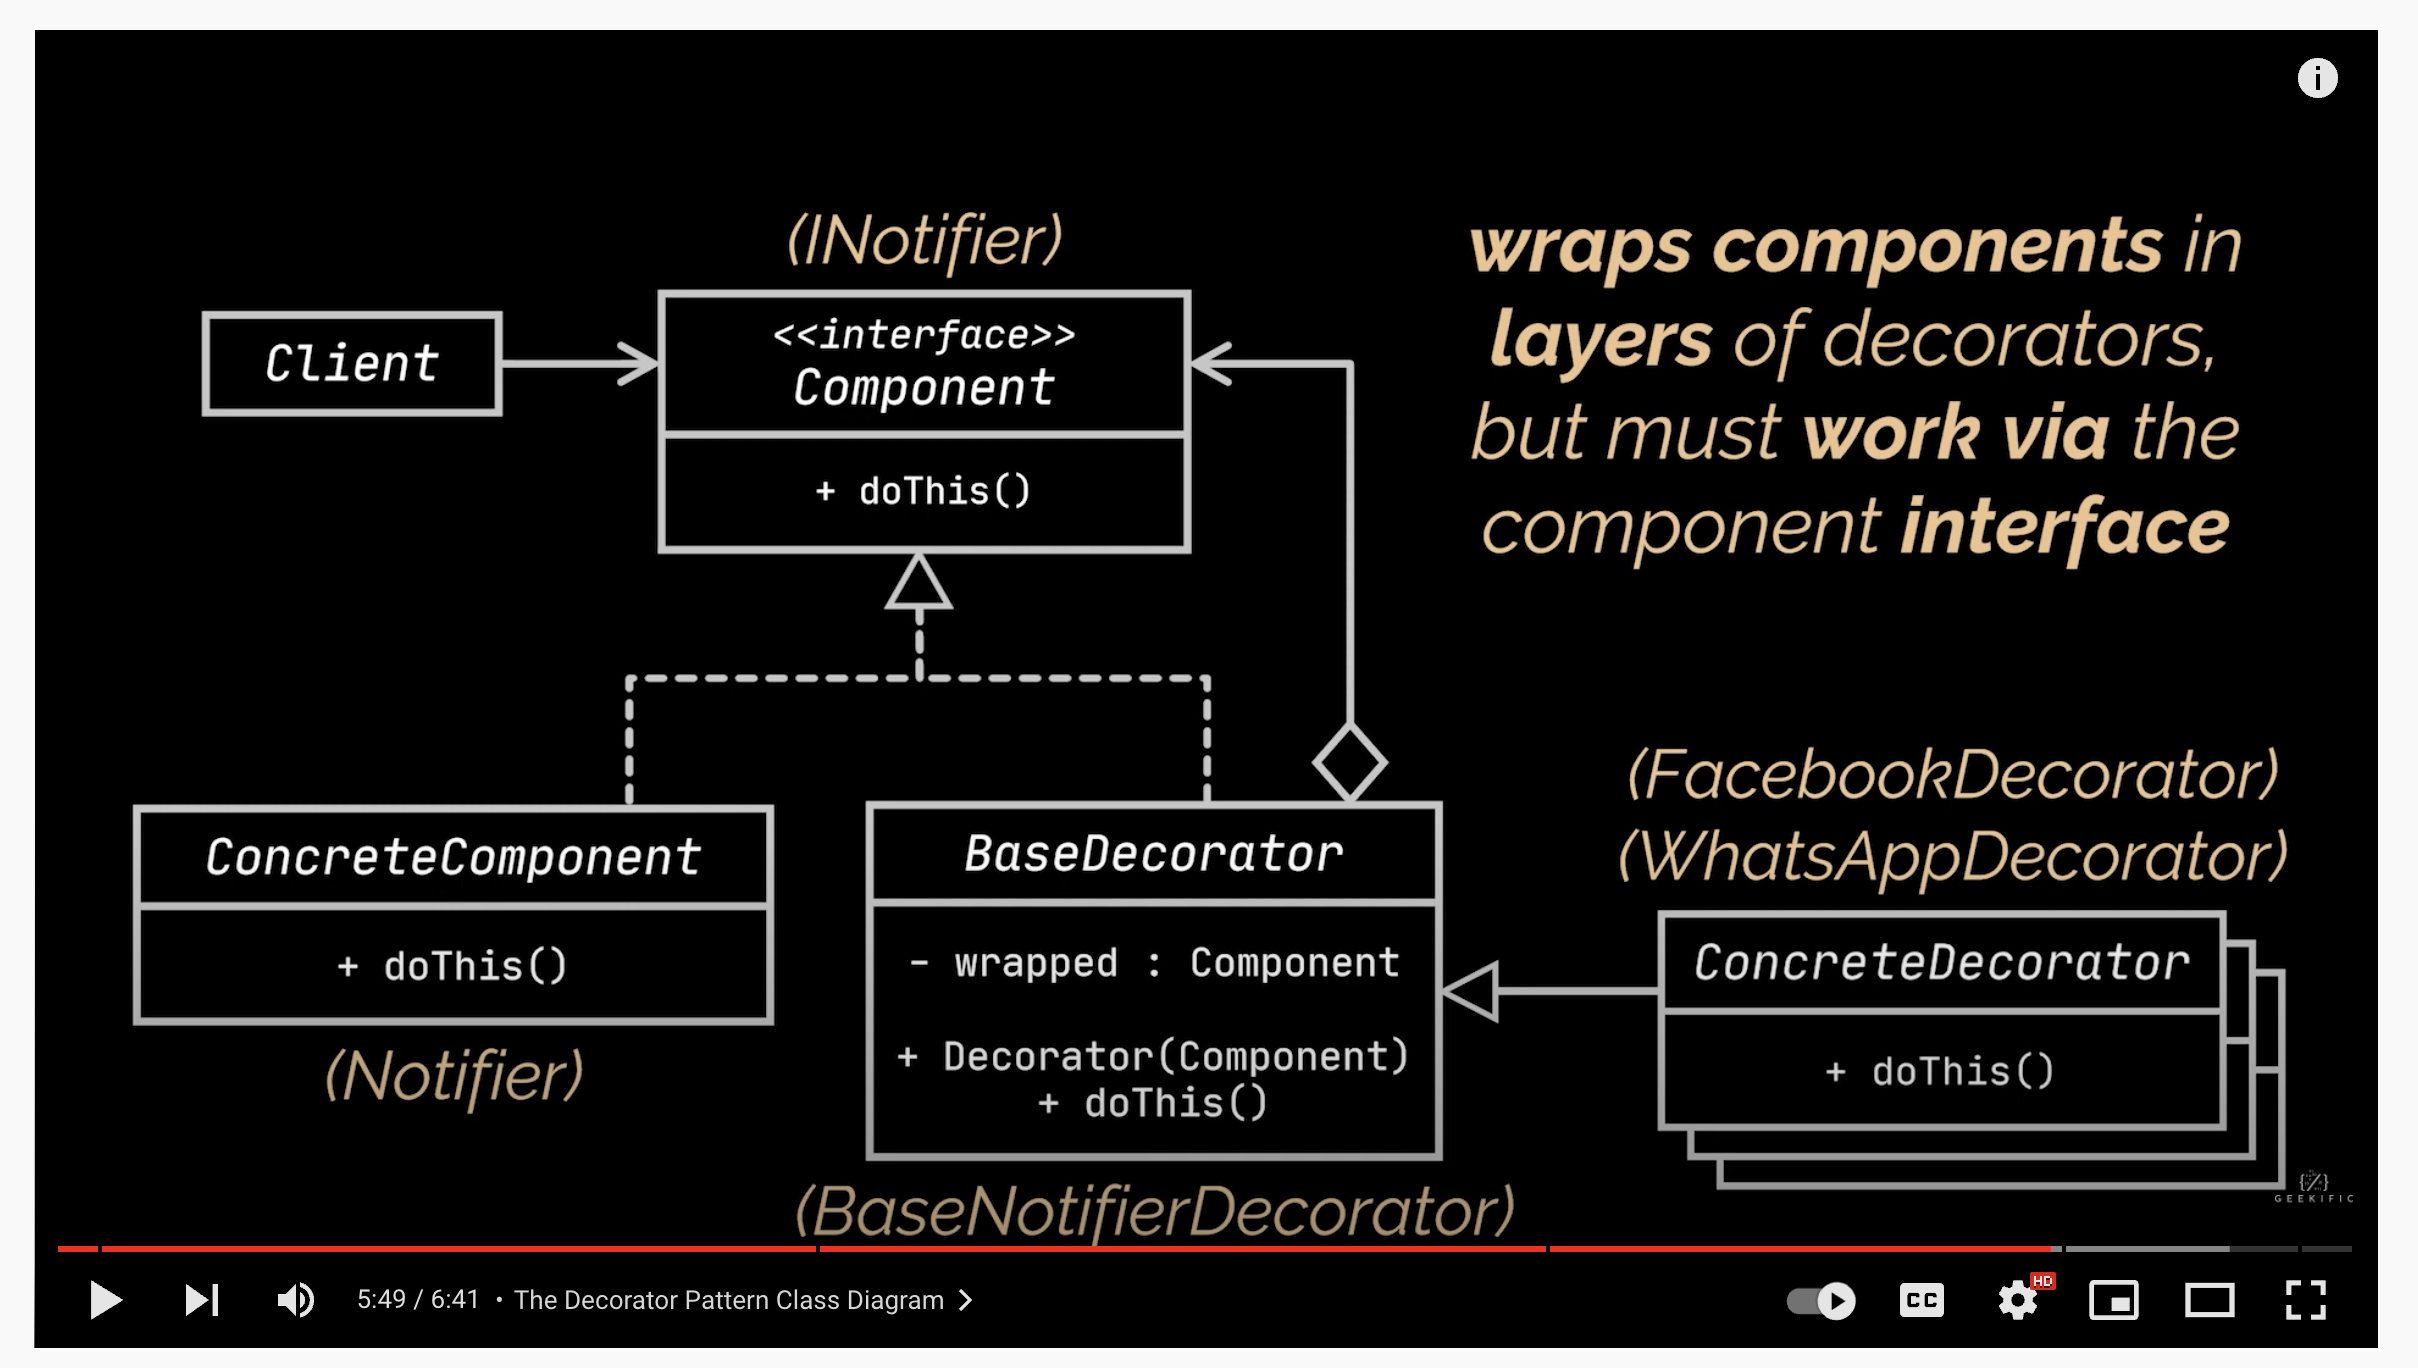 (INotifier)
wraps components in
layers of decorators,
but must work via the
component interface
Client
<<interface>>
Component
+ doThis()
(FacebookDecorator)
(WhatsAppDecorator)
ConcreteComponent
+ doThis()
(Notifier)
BaseDecorator
- wrapped : Component
+ Decorator(Component)
+ doThis()
(BaseNotifierDecorator)
ConcreteDecorator
+ doThis()
GEEKIFIC
5:49 / 6:41 • The Decorator Pattern Class Diagram
CC
HD